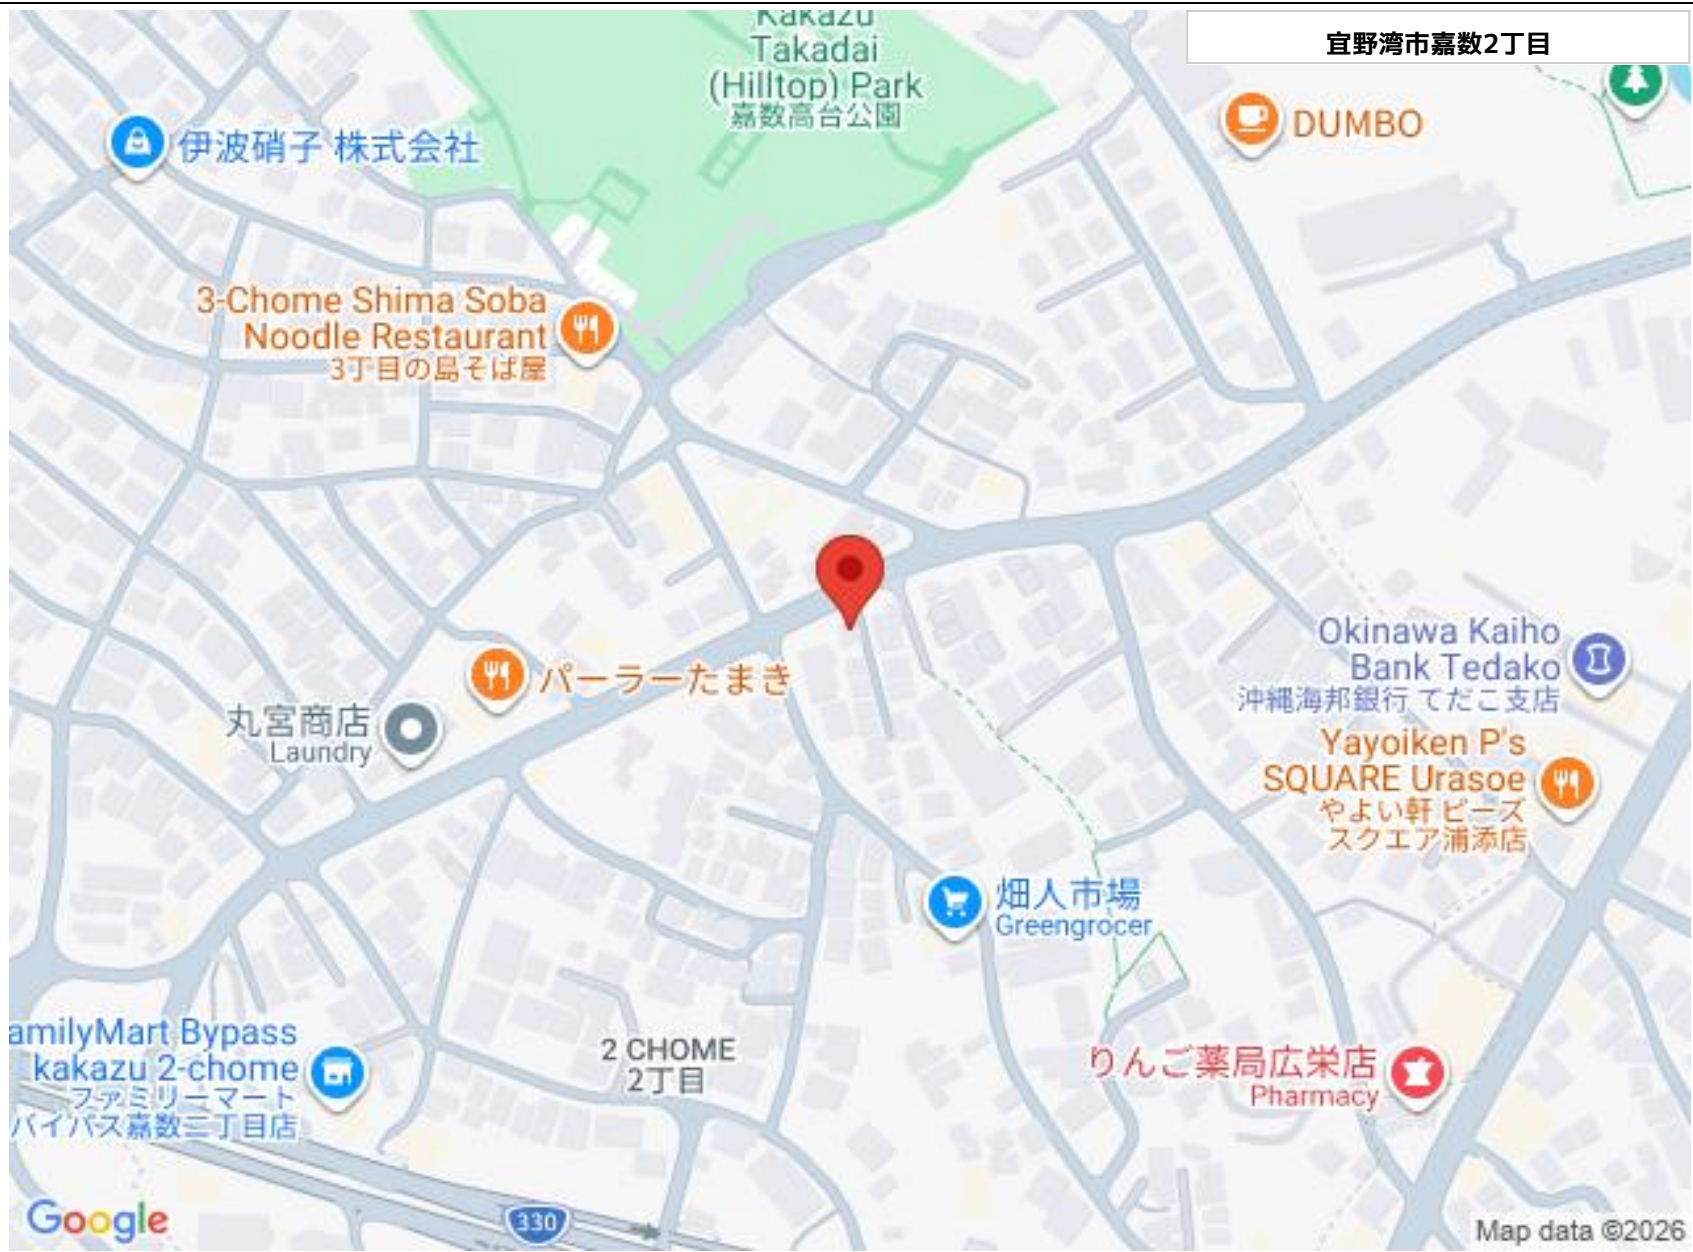 Kakazu
Takadai
(Hilltop) Park
嘉数高台公園
宜野湾市嘉数2丁目
伊波硝子 株式会社
DUMBO
3-Chome Shima Soba
Noodle Restaurant
3丁目の島そば屋
パーラーたまき
丸宮商店
Laundry
Okinawa Kaiho
Bank Tedako
沖縄海邦銀行 てだこ支店
Yayoiken P's
SQUARE Urasoe
やよい軒 ピーズ
スクエア浦添店
畑人市場
Greengrocer
amilyMart Bypass
kakazu 2-chome
ファミリーマート
バイパス嘉数二丁目店
2 CHOME
2丁目
りんご薬局広栄店
Pharmacy
330
Google
Map data ©2026